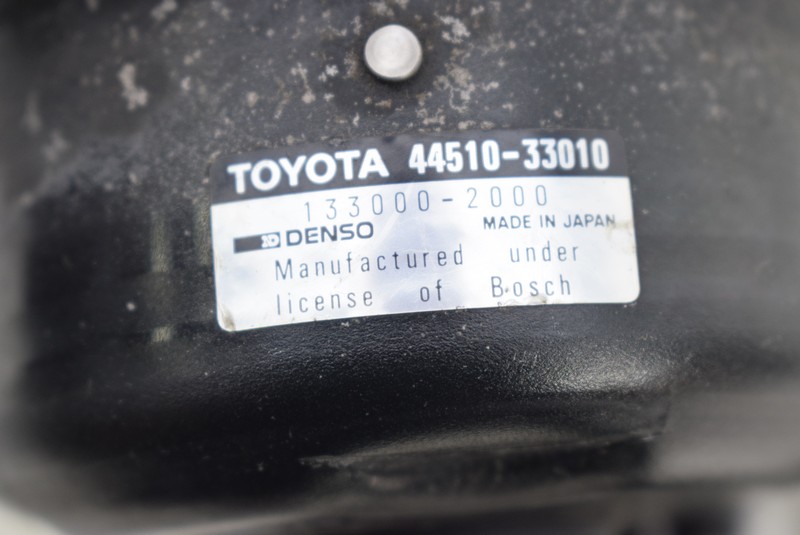 TOYOTA 44510-33010
133000-2000
DENSO MADE IN JAPAN
Manufactured under
license of Bosch